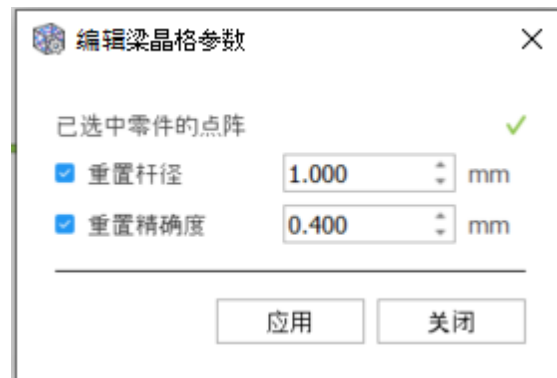 编辑梁晶格参数
已选中零件的点阵
重置杆径 1.000 mm
重置精确度 0.400 mm
应用 关闭